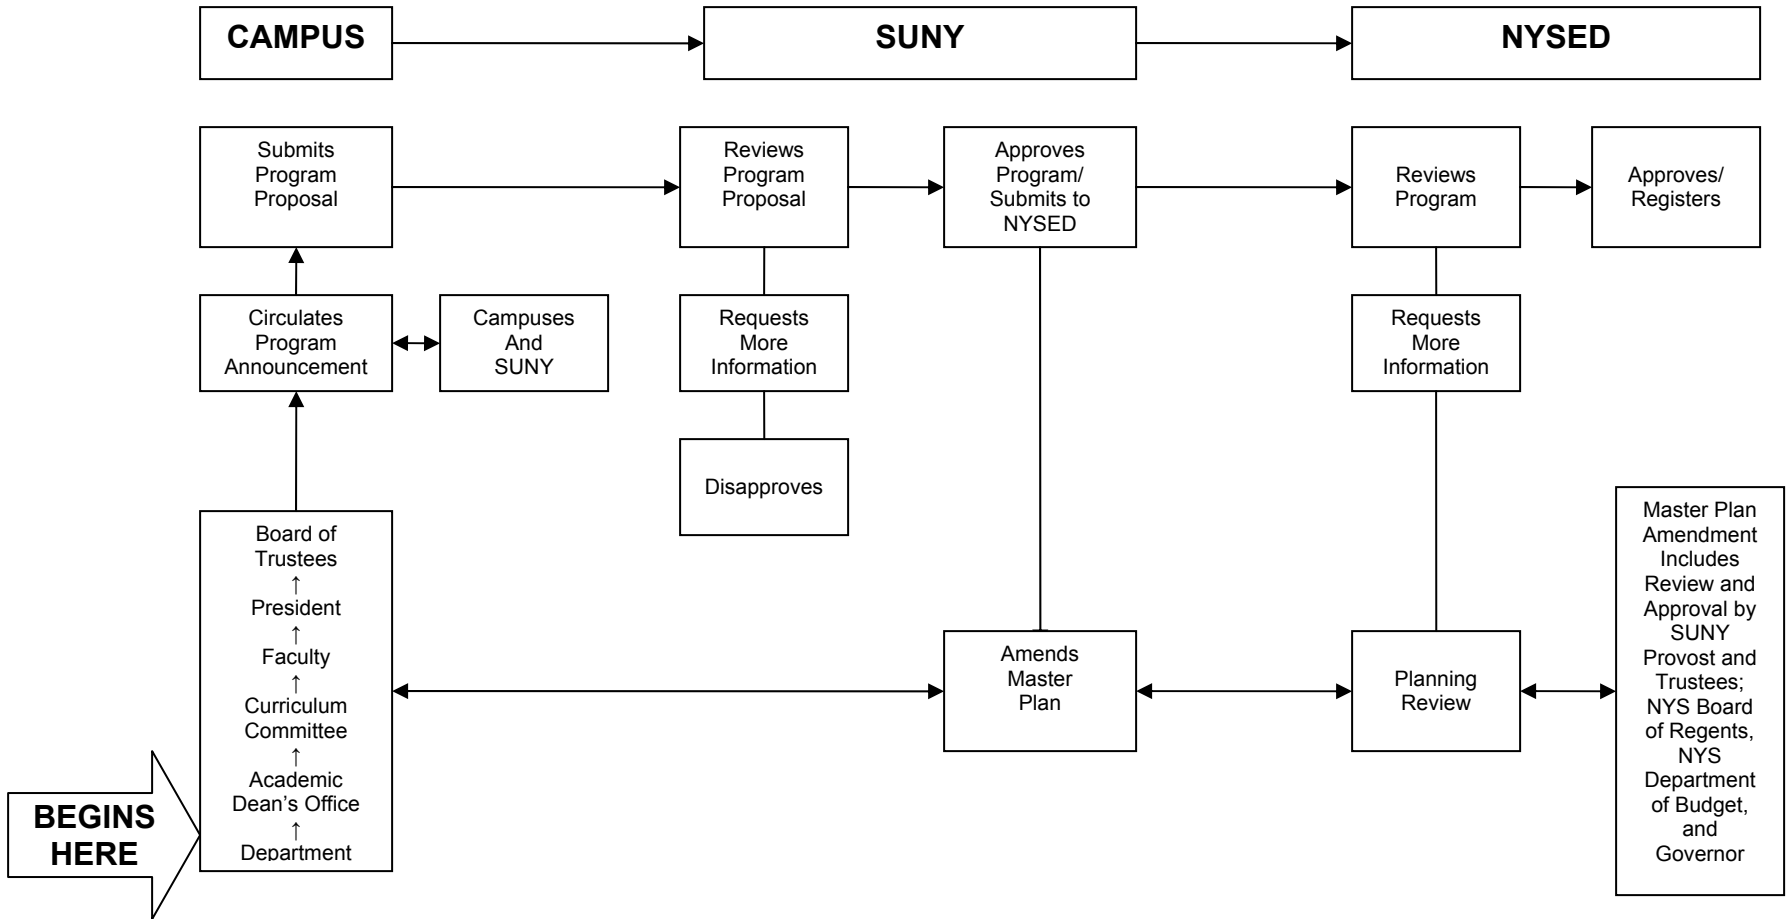 CAMPUS
SUNY
NYSED
Submits
Program
Proposal
Reviews
Program
Proposal
Approves
Program/
Submits to
NYSED
Reviews
Program
Approves/
Registers
Circulates
Program
Announcement
Campuses
And
SUNY
Requests
More
Information
Requests
More
Information
Disapproves
Board of
Trustees
↑
President
↑
Faculty
↑
Curriculum
Committee
↑
Academic
Dean’s Office
↑
Department
BEGINS
HERE
Amends
Master
Plan
Planning
Review
Master Plan
Amendment
Includes
Review and
Approval by
SUNY
Provost and
Trustees;
NYS Board
of Regents,
NYS
Department
of Budget,
and
Governor